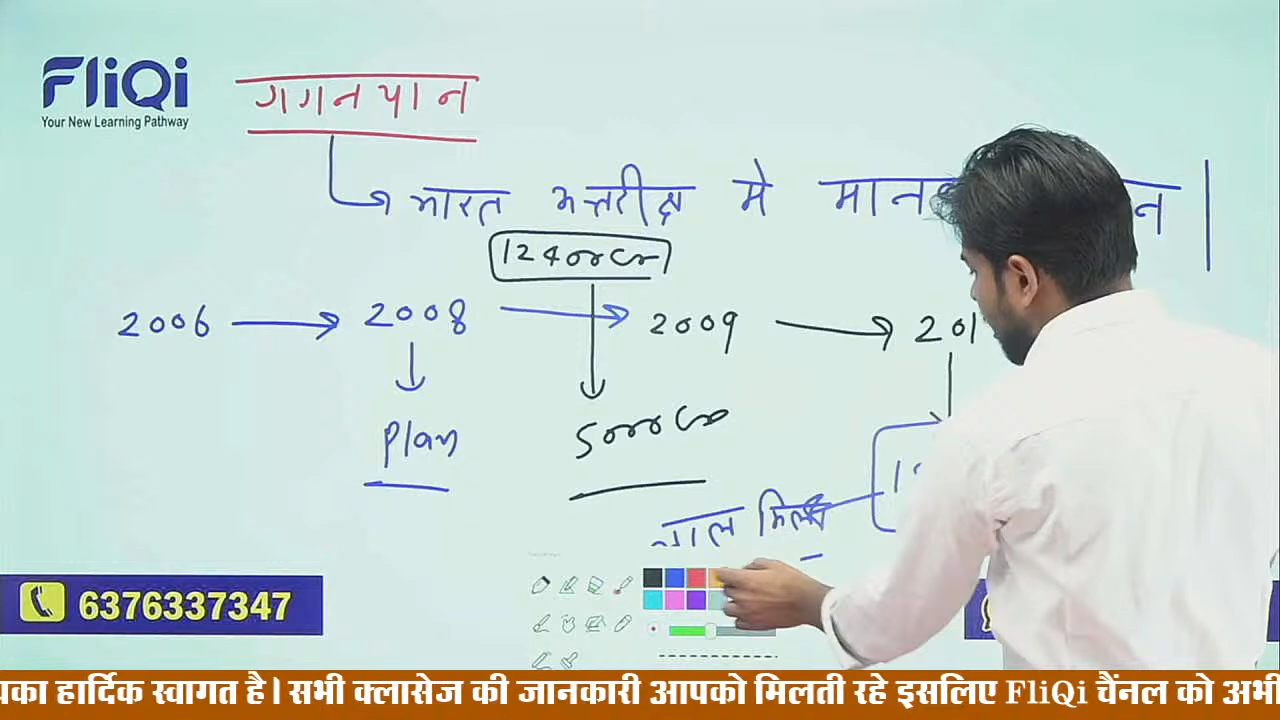 FliQi
Your New Learning Pathway
गगनयान
भारत अन्तरीक्ष मे मान
12400cr
2006 → 2008 → 2009 → 201
Plan
5000cr
6376337347
हार्दिक स्वागत है। सभी क्लासेज की जानकारी आपको मिलती रहे इसलिए FliQi चैंनल को अभी